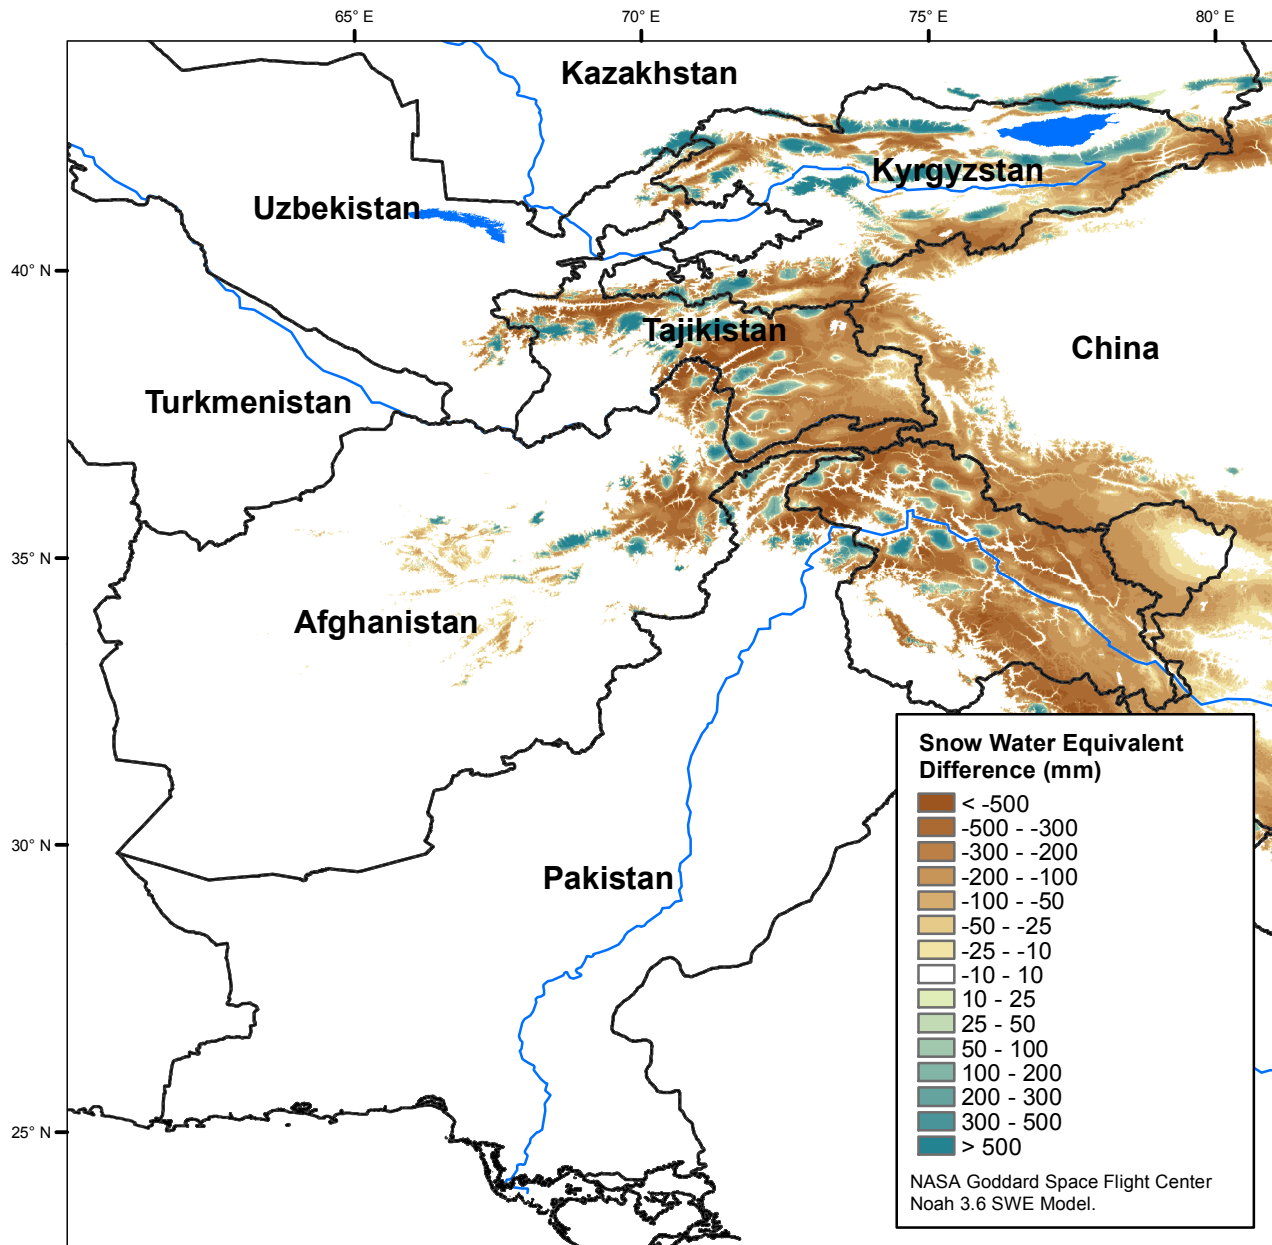 65° E
70° E
75° E
80° E
Kazakhstan
Kyrgyzstan
Uzbekistan
40° N
Tajikistan
China
Turkmenistan
35° N
Afghanistan
30° N
Pakistan
25° N
Snow Water Equivalent
Difference (mm)
< -500
-500 - -300
-300 - -200
-200 - -100
-100 - -50
-50 - -25
-25 - -10
-10 - 10
10 - 25
25 - 50
50 - 100
100 - 200
200 - 300
300 - 500
> 500
NASA Goddard Space Flight Center
Noah 3.6 SWE Model.